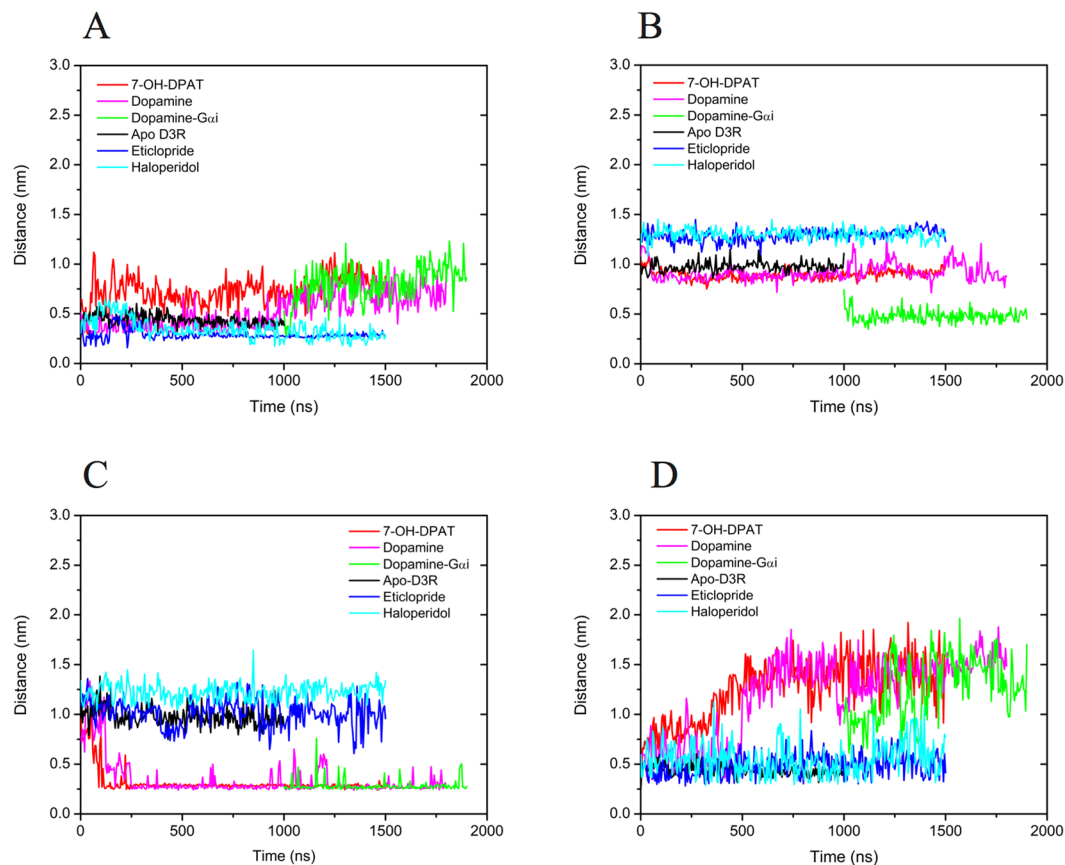 A
3.0
2.5
2.0
1.5
1.0
0.5
0.0
Distance (nm)
7-OH-DPAT
Dopamine
Dopamine-Gαi
Apo D3R
Eticlopride
Haloperidol
0
500
1000
1500
2000
Time (ns)
B
3.0
2.5
2.0
1.5
1.0
0.5
0.0
Distance (nm)
7-OH-DPAT
Dopamine
Dopamine-Gαi
Apo D3R
Eticlopride
Haloperidol
0
500
1000
1500
2000
Time (ns)
C
3.0
2.5
2.0
1.5
1.0
0.5
0.0
Distance (nm)
7-OH-DPAT
Dopamine
Dopamine-Gαi
Apo-D3R
Eticlopride
Haloperidol
0
500
1000
1500
2000
Time (ns)
D
3.0
2.5
2.0
1.5
1.0
0.5
0.0
Distance (nm)
7-OH-DPAT
Dopamine
Dopamine-Gαi
Apo-D3R
Eticlopride
Haloperidol
0
500
1000
1500
2000
Time (ns)